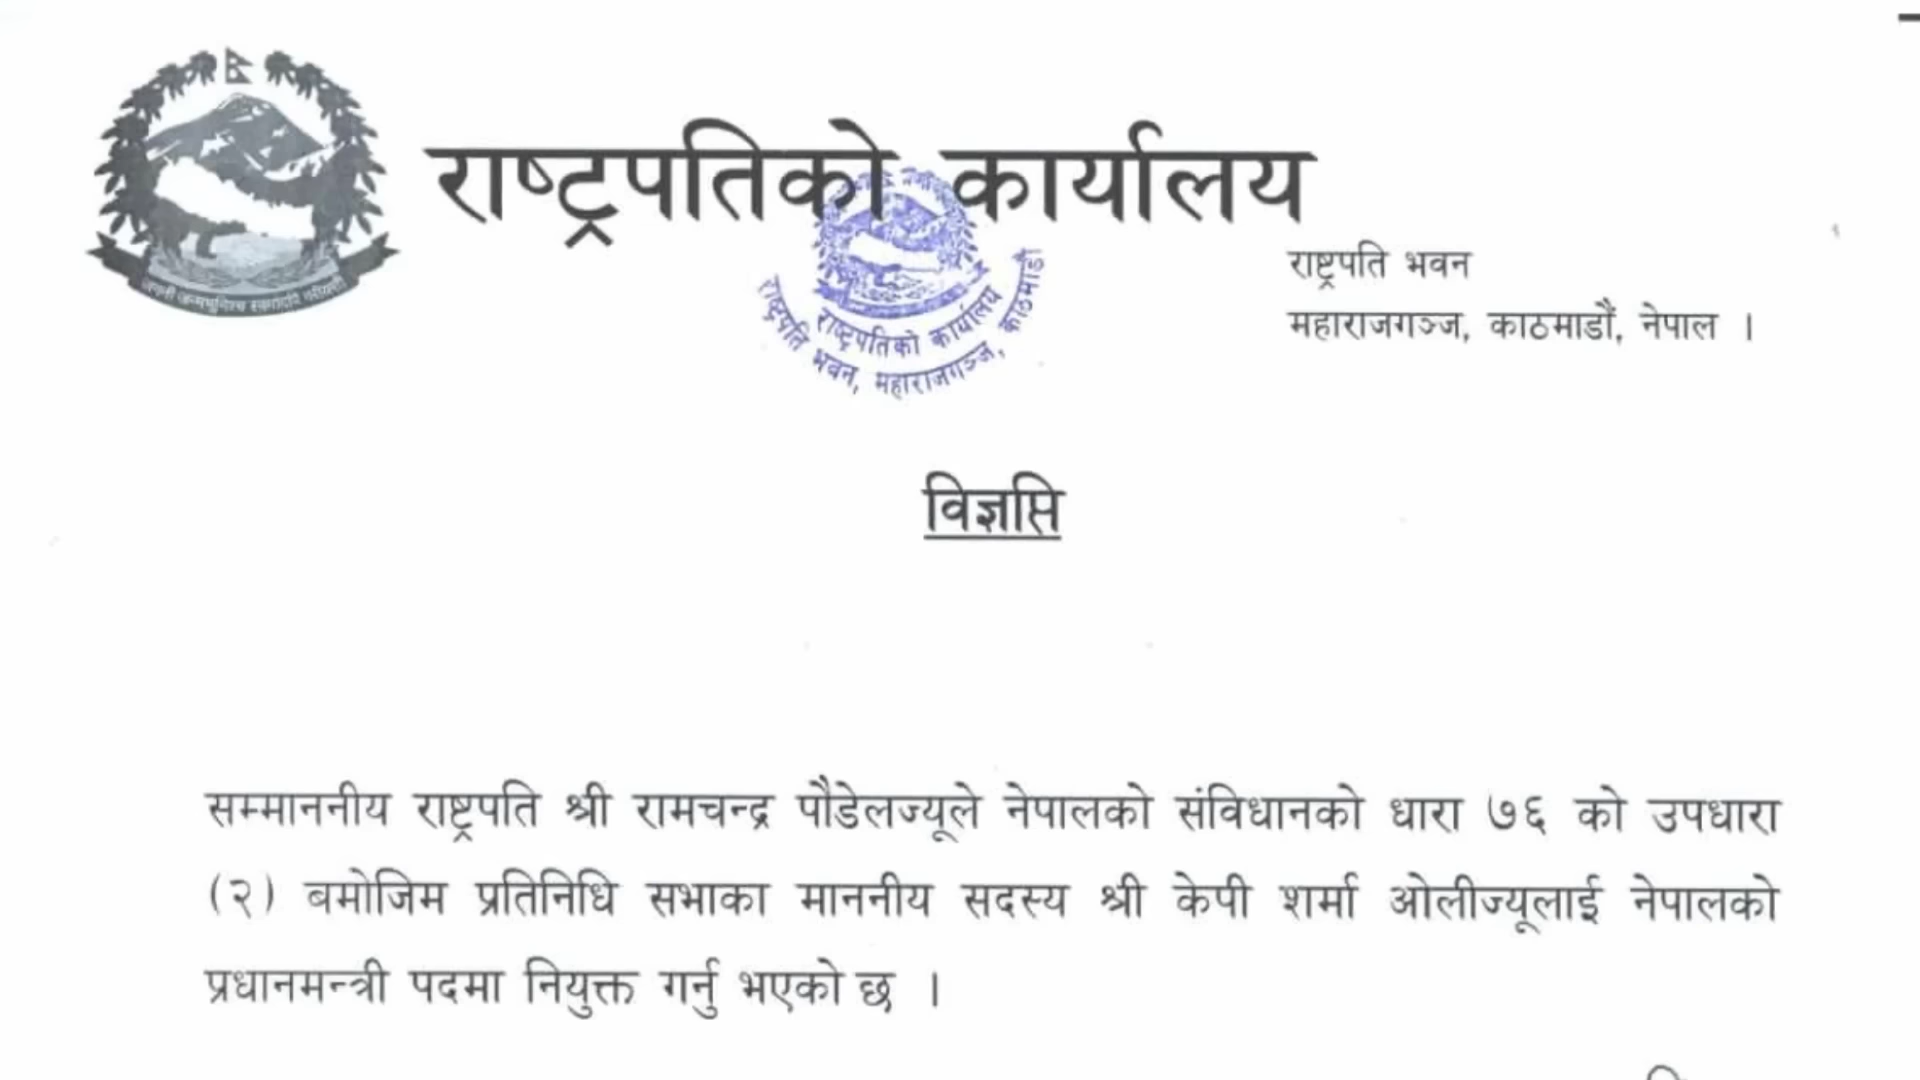 राष्ट्रपतिको कार्यालय
राष्ट्रपति भवन
महाराजगञ्ज, काठमाडौं, नेपाल ।
राष्ट्रपतिको कार्यालय
राष्ट्रपति भवन, महाराजगञ्ज, काठमाडौं
विज्ञप्ति
सम्माननीय राष्ट्रपति श्री रामचन्द्र पौडेलज्यूले नेपालको संविधानको धारा ७६ को उपधारा
(२) बमोजिम प्रतिनिधि सभाका माननीय सदस्य श्री केपी शर्मा ओलीज्यूलाई नेपालको
प्रधानमन्त्री पदमा नियुक्त गर्नु भएको छ ।